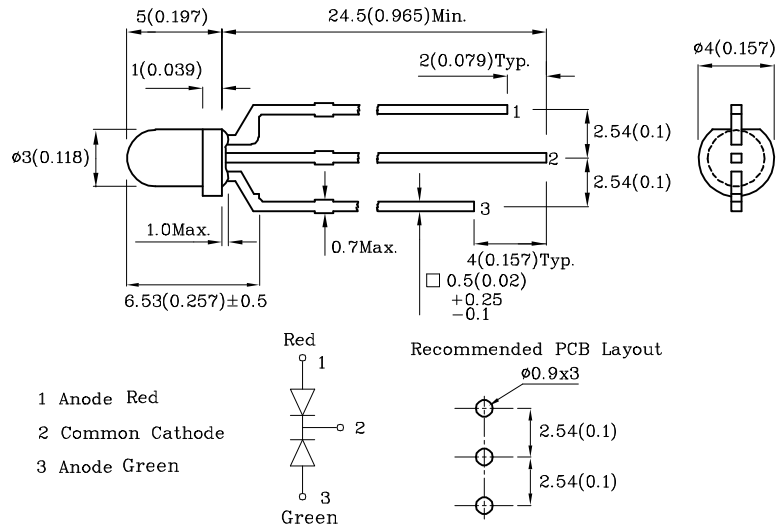 5(0.197)
24.5(0.965)Min.
ø4(0.157)
1(0.039)
2(0.079)Typ.
1
2.54(0.1)
ø3(0.118)
2
2.54(0.1)
3
1.0Max.
0.7Max.
4(0.157)Typ.
□ 0.5(0.02)
+0.25
−0.1
6.53(0.257)±0.5
Red
1
Recommended PCB Layout
ø0.9x3
1 Anode Red
2 Common Cathode
3 Anode Green
2
2.54(0.1)
2.54(0.1)
3
Green